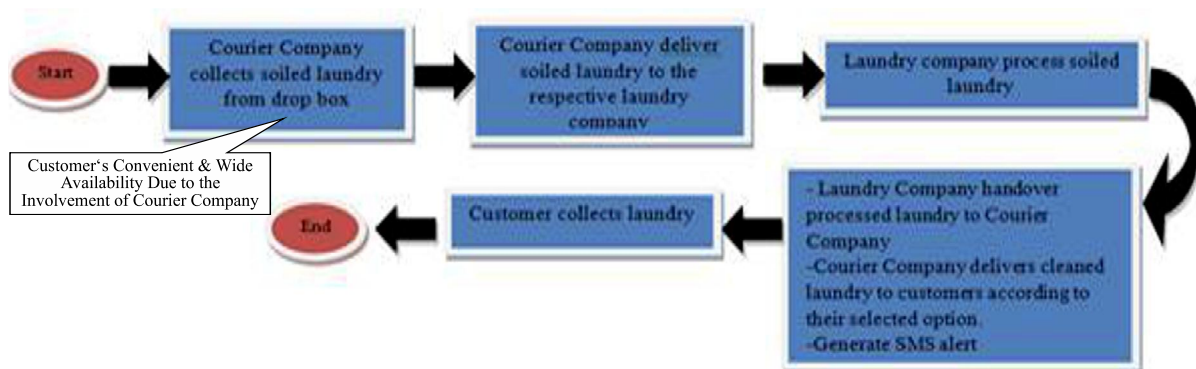 Start
Courier Company
collects soiled laundry
from drop box
Courier Company deliver
soiled laundry to the
respective laundry
company
Laundry company process soiled
laundry
Customer‘s Convenient & Wide
Availability Due to the
Involvement of Courier Company
- Laundry Company handover
processed laundry to Courier
Company
-Courier Company delivers cleaned
laundry to customers according to
their selected option.
-Generate SMS alert
Customer collects laundry
End